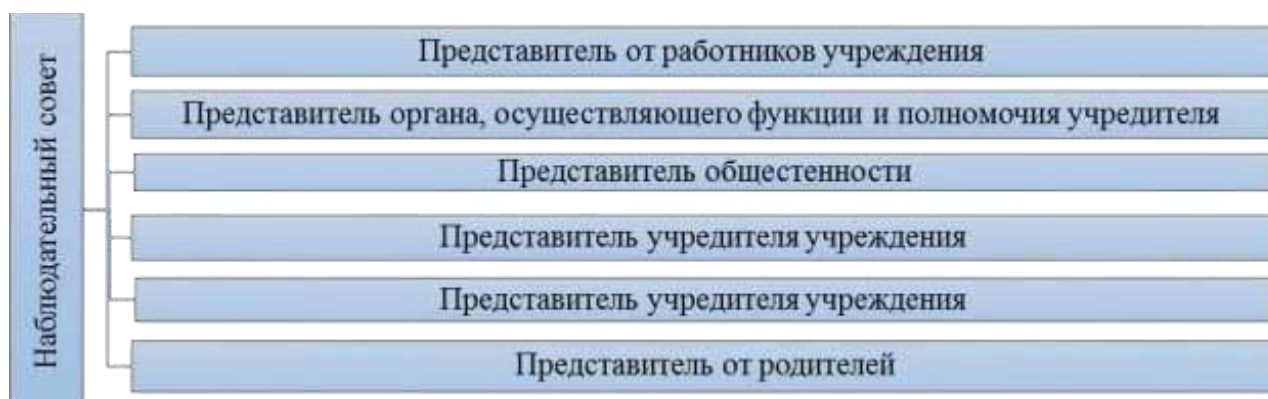 Наблюдательный совет
Представитель от работников учреждения
Представитель органа, осуществляющего функции и полномочия учредителя
Представитель общестенности
Представитель учредителя учреждения
Представитель учредителя учреждения
Представитель от родителей